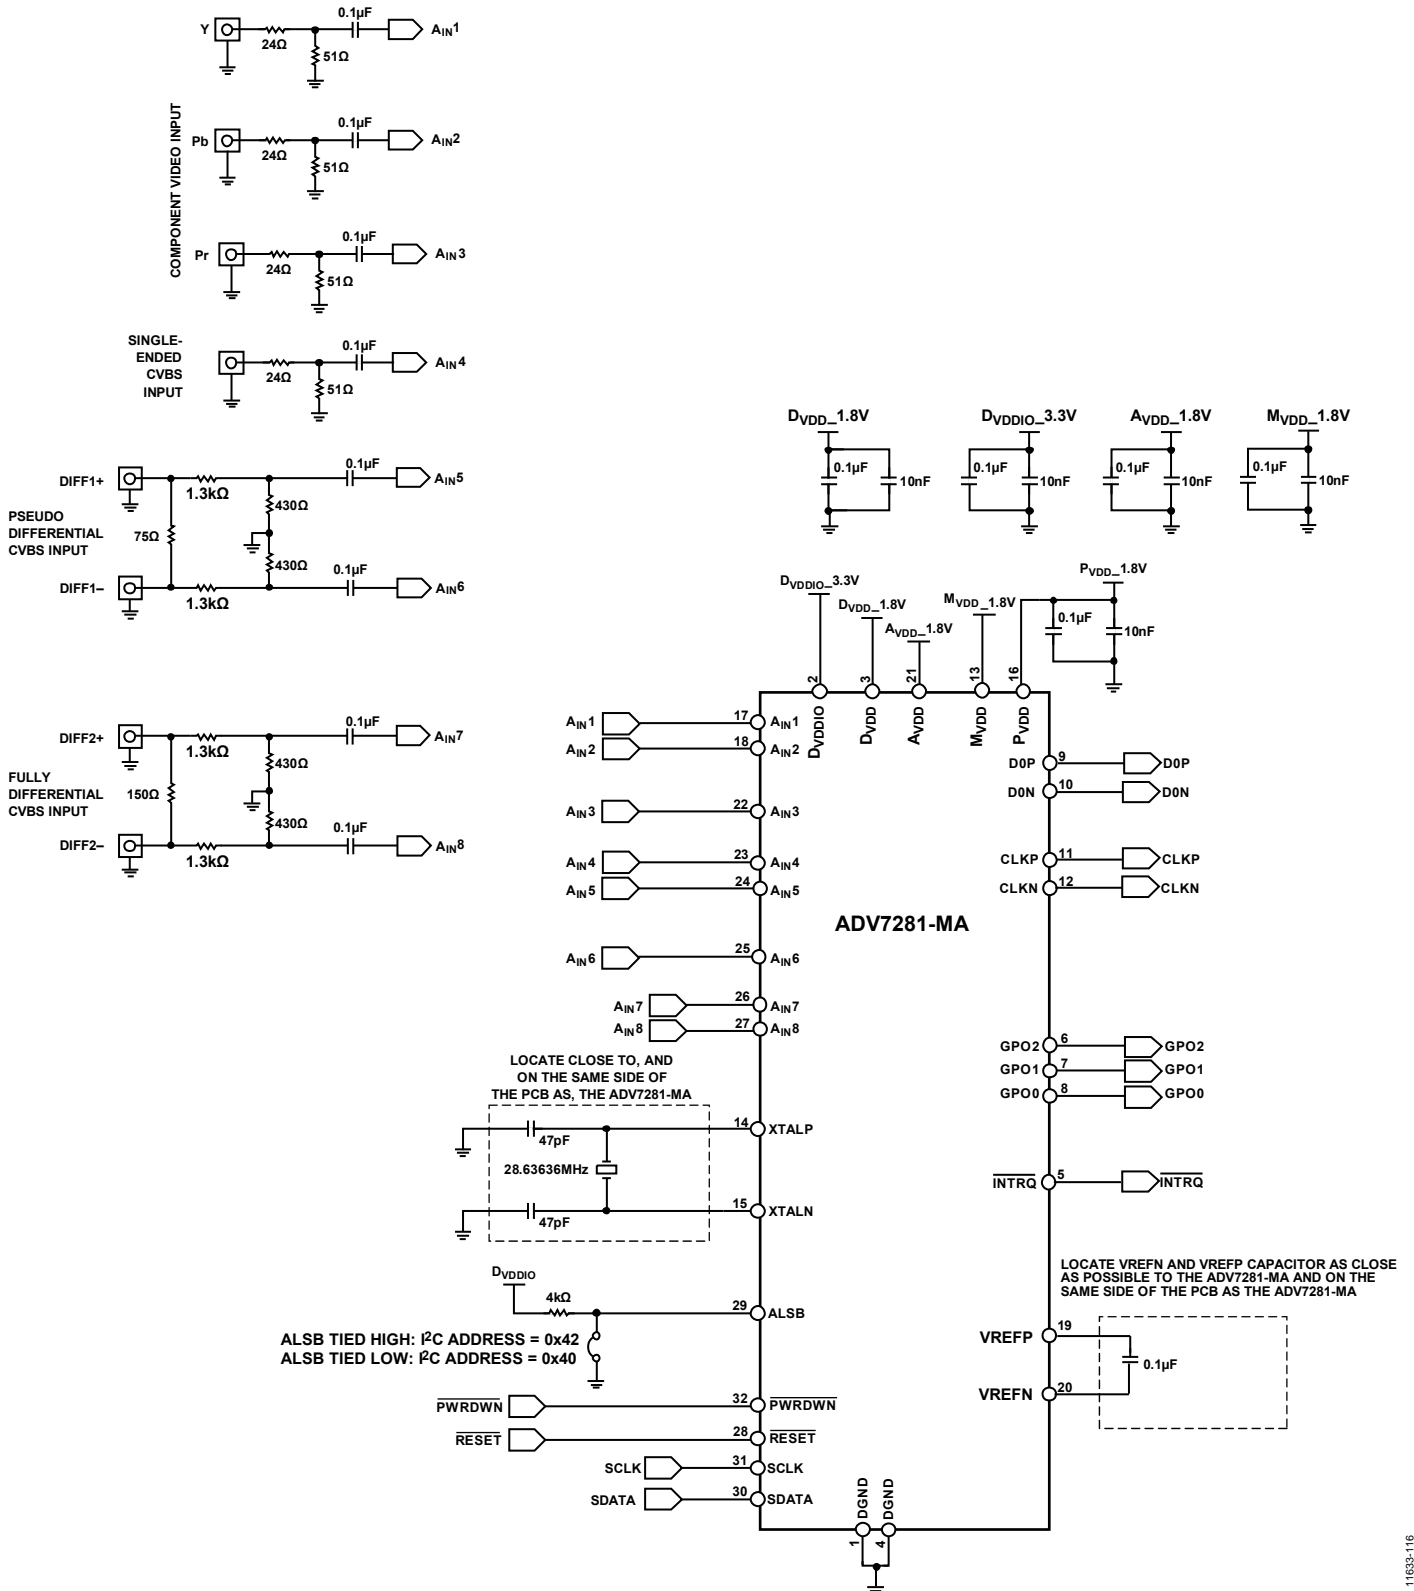 Y
24Ω
0.1µF
51Ω
AIN1
COMPONENT VIDEO INPUT
Pb
24Ω
0.1µF
51Ω
AIN2
Pr
24Ω
0.1µF
51Ω
AIN3
SINGLE-
ENDED
CVBS
INPUT
24Ω
0.1µF
51Ω
AIN4
DIFF1+
1.3kΩ
0.1µF
AIN5
430Ω
PSEUDO
DIFFERENTIAL
CVBS INPUT
75Ω
430Ω
DIFF1–
1.3kΩ
0.1µF
AIN6
DIFF2+
1.3kΩ
0.1µF
AIN7
430Ω
FULLY
DIFFERENTIAL
CVBS INPUT
150Ω
430Ω
DIFF2–
1.3kΩ
0.1µF
AIN8
DVDD_1.8V
0.1µF
10nF
DVDDIO_3.3V
0.1µF
10nF
AVDD_1.8V
0.1µF
10nF
MVDD_1.8V
0.1µF
10nF
DVDDIO_3.3V
DVDD_1.8V
AVDD_1.8V
MVDD_1.8V
PVDD_1.8V
0.1µF
10nF
2
3
21
13
16
DVDDIO
DVDD
AVDD
MVDD
PVDD
AIN1 17 AIN1
AIN2 18 AIN2
AIN3 22 AIN3
AIN4 23 AIN4
AIN5 24 AIN5
AIN6 25 AIN6
AIN7 26 AIN7
AIN8 27 AIN8
ADV7281-MA
D0P 9 D0P
D0N 10 D0N
CLKP 11 CLKP
CLKN 12 CLKN
GPO2 6 GPO2
GPO1 7 GPO1
GPO0 8 GPO0
INTRQ 5 INTRQ
LOCATE CLOSE TO, AND
ON THE SAME SIDE OF
THE PCB AS, THE ADV7281-MA
47pF
14 XTALP
28.63636MHz
47pF
15 XTALN
DVDDIO
4kΩ
29 ALSB
ALSB TIED HIGH: I2C ADDRESS = 0x42
ALSB TIED LOW: I2C ADDRESS = 0x40
LOCATE VREFN AND VREFP CAPACITOR AS CLOSE
AS POSSIBLE TO THE ADV7281-MA AND ON THE
SAME SIDE OF THE PCB AS THE ADV7281-MA
VREFP 19
0.1µF
VREFN 20
PWRDWN 32 PWRDWN
RESET 28 RESET
SCLK 31 SCLK
SDATA 30 SDATA
DGND
DGND
1
4
11633-116